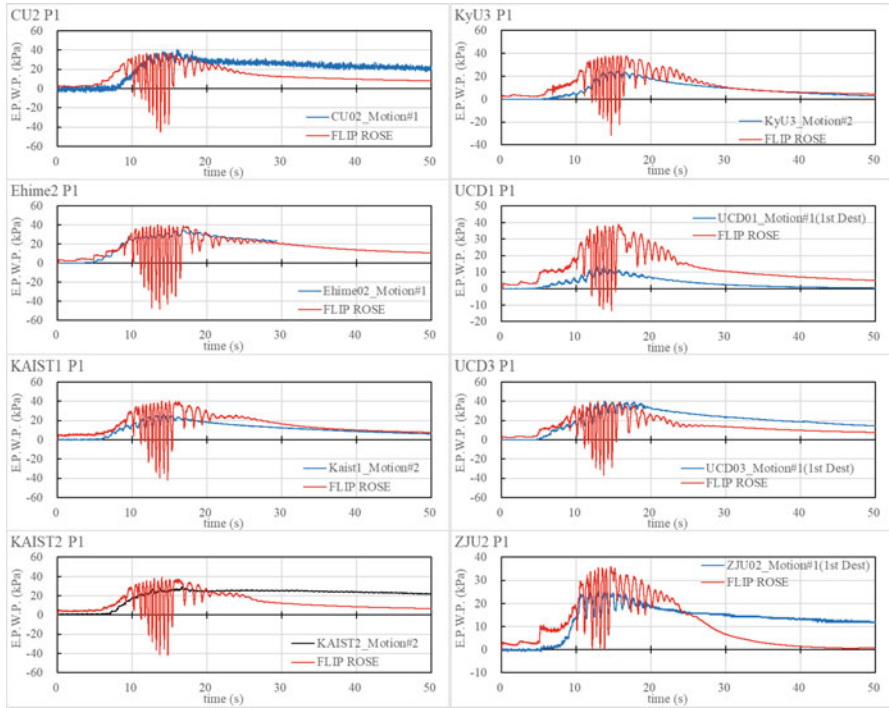 CU2 P1
E.P.W.P. (kPa)
60
40
20
0
-20
-40
-60
0 10 20 30 40 50
CU02_Motion#1
FLIP ROSE
time (s)
Ehime2 P1
E.P.W.P. (kPa)
60
40
20
0
-20
-40
-60
0 10 20 30 40 50
Ehime02_Motion#1
FLIP ROSE
time (s)
KAIST1 P1
E.P.W.P. (kPa)
60
40
20
0
-20
-40
-60
0 10 20 30 40 50
Kaist1_Motion#2
FLIP ROSE
time (s)
KAIST2 P1
E.P.W.P. (kPa)
60
40
20
0
-20
-40
-60
0 10 20 30 40 50
KAIST2_Motion#2
FLIP ROSE
time (s)
KyU3 P1
E.P.W.P. (kPa)
60
40
20
0
-20
-40
0 10 20 30 40 50
KyU3_Motion#2
FLIP ROSE
time (s)
UCD1 P1
E.P.W.P. (kPa)
50
40
30
20
10
0
-10
-20
0 10 20 30 40 50
UCD01_Motion#1(1st Dest)
FLIP ROSE
time (s)
UCD3 P1
E.P.W.P. (kPa)
60
40
20
0
-20
-40
-60
0 10 20 30 40 50
UCD03_Motion#1(1st Dest)
FLIP ROSE
time (s)
ZJU2 P1
E.P.W.P. (kPa)
40
30
20
10
0
-10
0 10 20 30 40 50
ZJU02_Motion#1(1st Dest)
FLIP ROSE
time (s)